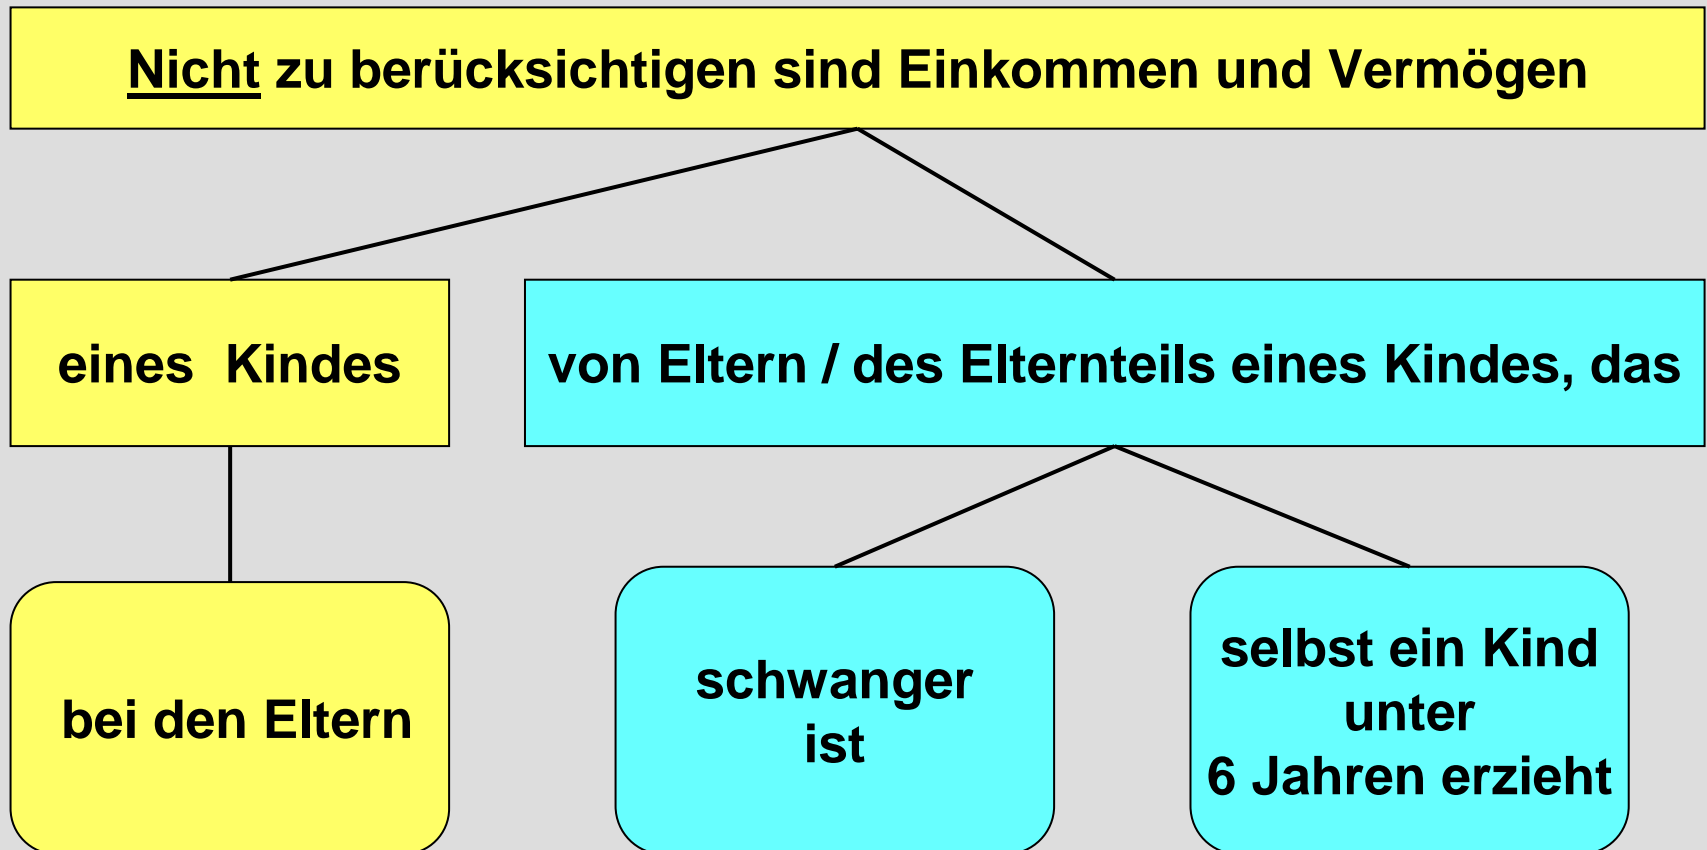 Nicht zu berücksichtigen sind Einkommen und Vermögen
eines Kindes
von Eltern / des Elternteils eines Kindes, das
bei den Eltern
schwanger
ist
selbst ein Kind
unter
6 Jahren erzieht